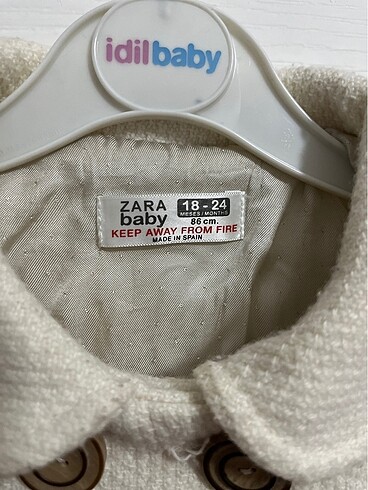 idilbaby
ZARA 18 - 24
MESES / MONTHS
baby 86 cm.
KEEP AWAY FROM FIRE
MADE IN SPAIN